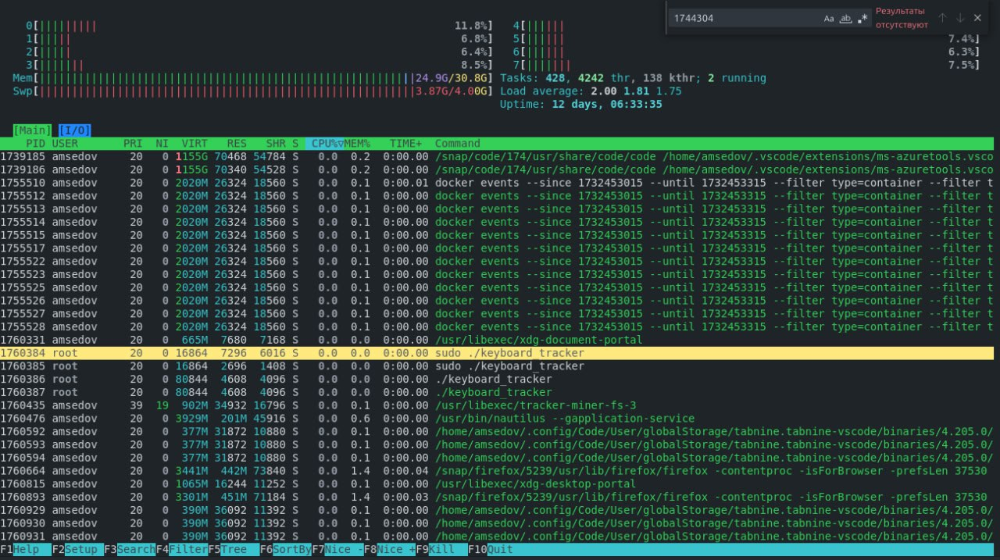 1744304 Aa ab .* Результаты отсутствуют
0[||||||||| 11.8%] 4[||||||
1[||||| 6.8%] 5[|||||| 7.4%]
2[||||| 6.4%] 6[|||||| 6.3%]
3[||||||| 8.5%] 7[||||||| 7.5%]
Mem[||||||||||||||||||||||||||||||||||||||||||||||||||||||||||24.9G/30.8G] Tasks: 428, 4242 thr, 138 kthr; 2 running
Swp[||||||||||||||||||||||||||||||||||||||||||||||||||||||||||3.87G/4.00G] Load average: 2.00 1.81 1.75
Uptime: 12 days, 06:33:35
[Main] [I/O]
PID USER PRI NI VIRT RES SHR S CPU%▽MEM% TIME+ Command
1739185 amsedov 20 0 1155G 70468 54784 S 0.0 0.2 0:00.00 /snap/code/174/usr/share/code/code /home/amsedov/.vscode/extensions/ms-azuretools.vsco
1739186 amsedov 20 0 1155G 70340 54528 S 0.0 0.2 0:00.00 /snap/code/174/usr/share/code/code /home/amsedov/.vscode/extensions/ms-azuretools.vsco
1755510 amsedov 20 0 2020M 26324 18560 S 0.0 0.1 0:00.01 docker events --since 1732453015 --until 1732453315 --filter type=container --filter t
1755512 amsedov 20 0 2020M 26324 18560 S 0.0 0.1 0:00.00 docker events --since 1732453015 --until 1732453315 --filter type=container --filter t
1755513 amsedov 20 0 2020M 26324 18560 S 0.0 0.1 0:00.00 docker events --since 1732453015 --until 1732453315 --filter type=container --filter t
1755514 amsedov 20 0 2020M 26324 18560 S 0.0 0.1 0:00.00 docker events --since 1732453015 --until 1732453315 --filter type=container --filter t
1755515 amsedov 20 0 2020M 26324 18560 S 0.0 0.1 0:00.00 docker events --since 1732453015 --until 1732453315 --filter type=container --filter t
1755517 amsedov 20 0 2020M 26324 18560 S 0.0 0.1 0:00.00 docker events --since 1732453015 --until 1732453315 --filter type=container --filter t
1755522 amsedov 20 0 2020M 26324 18560 S 0.0 0.1 0:00.00 docker events --since 1732453015 --until 1732453315 --filter type=container --filter t
1755523 amsedov 20 0 2020M 26324 18560 S 0.0 0.1 0:00.00 docker events --since 1732453015 --until 1732453315 --filter type=container --filter t
1755525 amsedov 20 0 2020M 26324 18560 S 0.0 0.1 0:00.00 docker events --since 1732453015 --until 1732453315 --filter type=container --filter t
1755526 amsedov 20 0 2020M 26324 18560 S 0.0 0.1 0:00.00 docker events --since 1732453015 --until 1732453315 --filter type=container --filter t
1755527 amsedov 20 0 2020M 26324 18560 S 0.0 0.1 0:00.00 docker events --since 1732453015 --until 1732453315 --filter type=container --filter t
1755528 amsedov 20 0 2020M 26324 18560 S 0.0 0.1 0:00.00 docker events --since 1732453015 --until 1732453315 --filter type=container --filter t
1760331 amsedov 20 0 665M 7680 7168 S 0.0 0.0 0:00.00 /usr/libexec/xdg-document-portal
1760384 root 20 0 16864 7296 6016 S 0.0 0.0 0:00.00 sudo ./keyboard_tracker
1760385 root 20 0 16864 2696 1408 S 0.0 0.0 0:00.00 sudo ./keyboard_tracker
1760386 root 20 0 80844 4608 4096 S 0.0 0.0 0:00.00 ./keyboard_tracker
1760387 root 20 0 80844 4608 4096 S 0.0 0.0 0:00.00 ./keyboard_tracker
1760435 amsedov 39 19 902M 34932 16796 S 0.0 0.1 0:00.00 /usr/libexec/tracker-miner-fs-3
1760476 amsedov 20 0 3929M 201M 45916 S 0.0 0.6 0:00.00 /usr/bin/nautilus --gapplication-service
1760592 amsedov 20 0 377M 31872 10880 S 0.0 0.1 0:00.00 /home/amsedov/.config/Code/User/globalStorage/tabnine.tabnine-vscode/binaries/4.205.0/
1760593 amsedov 20 0 377M 31872 10880 S 0.0 0.1 0:00.00 /home/amsedov/.config/Code/User/globalStorage/tabnine.tabnine-vscode/binaries/4.205.0/
1760594 amsedov 20 0 377M 31872 10880 S 0.0 0.1 0:00.00 /home/amsedov/.config/Code/User/globalStorage/tabnine.tabnine-vscode/binaries/4.205.0/
1760664 amsedov 20 0 3441M 442M 73840 S 0.0 1.4 0:00.04 /snap/firefox/5239/usr/lib/firefox/firefox -contentproc -isForBrowser -prefsLen 37530
1760815 amsedov 20 0 1065M 16244 11252 S 0.0 0.1 0:00.00 /usr/libexec/xdg-desktop-portal
1760893 amsedov 20 0 3301M 451M 71184 S 0.0 1.4 0:00.03 /snap/firefox/5239/usr/lib/firefox/firefox -contentproc -isForBrowser -prefsLen 37530
1760929 amsedov 20 0 390M 36092 11392 S 0.0 0.1 0:00.00 /home/amsedov/.config/Code/User/globalStorage/tabnine.tabnine-vscode/binaries/4.205.0/
1760930 amsedov 20 0 390M 36092 11392 S 0.0 0.1 0:00.00 /home/amsedov/.config/Code/User/globalStorage/tabnine.tabnine-vscode/binaries/4.205.0/
1760931 amsedov 20 0 390M 36092 11392 S 0.0 0.1 0:00.00 /home/amsedov/.config/Code/User/globalStorage/tabnine.tabnine-vscode/binaries/4.205.0/
F1Help F2Setup F3SearchF4FilterF5Tree F6SortByF7Nice -F8Nice +F9Kill F10Quit